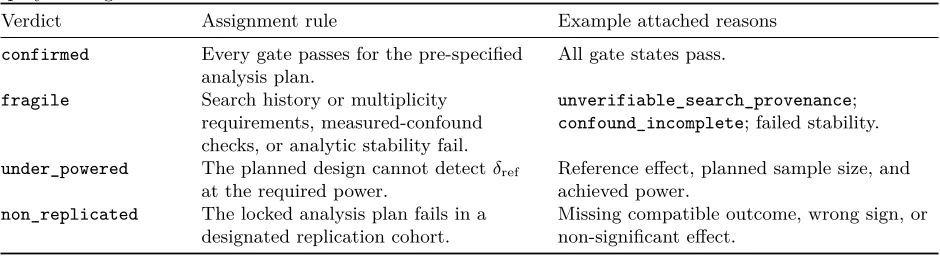 Verdict Assignment rule Example attached reasons
confirmed Every gate passes for the pre-specified All gate states pass.
analysis plan.
fragile Search history or multiplicity unverifiable_search_provenance;
requirements, measured-confound confound_incomplete; failed stability.
checks, or analytic stability fail.
under_powered The planned design cannot detect δref Reference effect, planned sample size, and
at the required power. achieved power.
non_replicated The locked analysis plan fails in a Missing compatible outcome, wrong sign, or
designated replication cohort. non-significant effect.